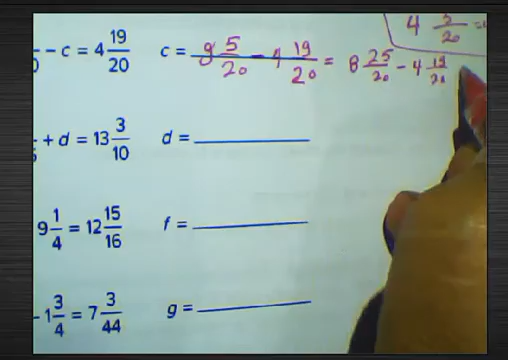 4 3/20 =
- c = 4 19/20 c = 9 5/20 - 4 19/20 = 8 25/20 - 4 19/20
+ d = 13 3/10 d =
9 1/4 = 12 15/16 f =
- 1 3/4 = 7 3/44 g =